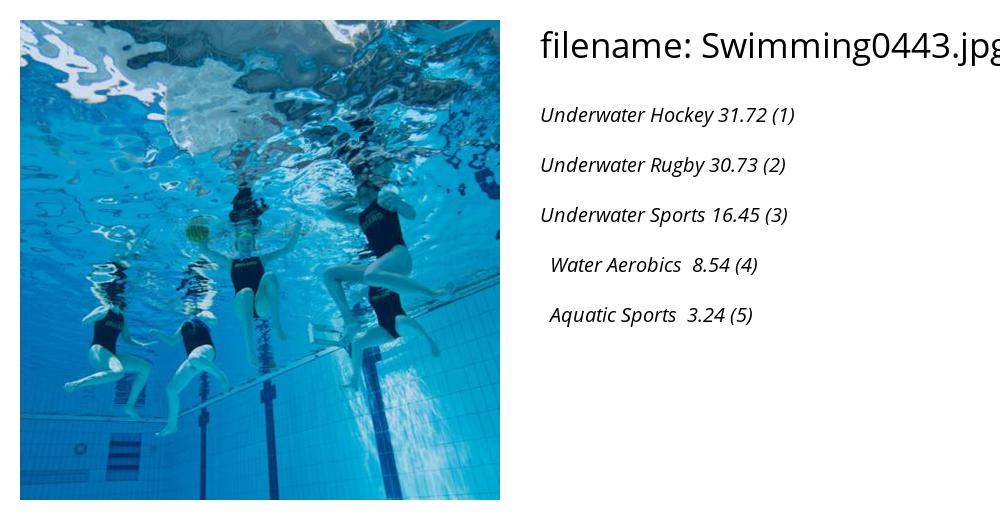 filename: Swimming0443.jpg
Underwater Hockey 31.72 (1)
Underwater Rugby 30.73 (2)
Underwater Sports 16.45 (3)
Water Aerobics 8.54 (4)
Aquatic Sports 3.24 (5)